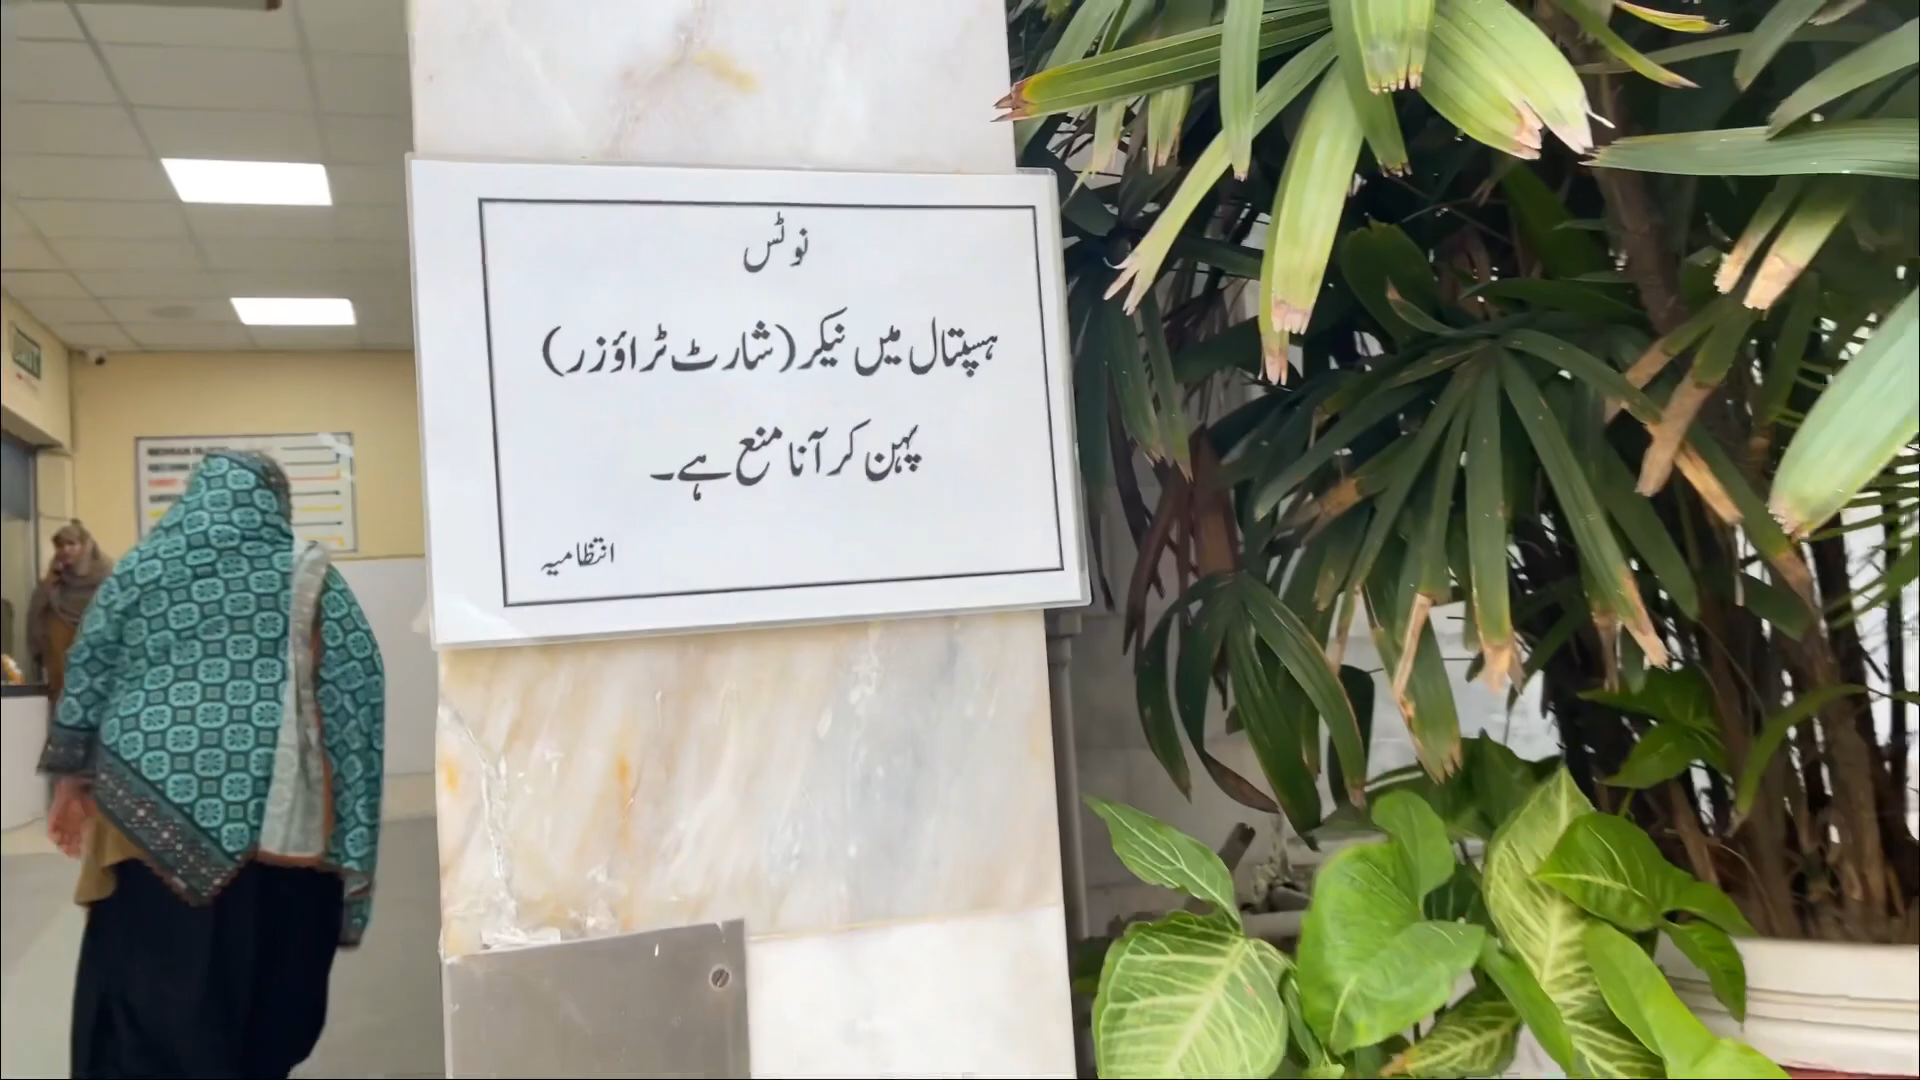 نوٹس
ہسپتال میں نیکر (شارٹ ٹراؤزر)
پہن کر آنا منع ہے۔
انتظامیہ